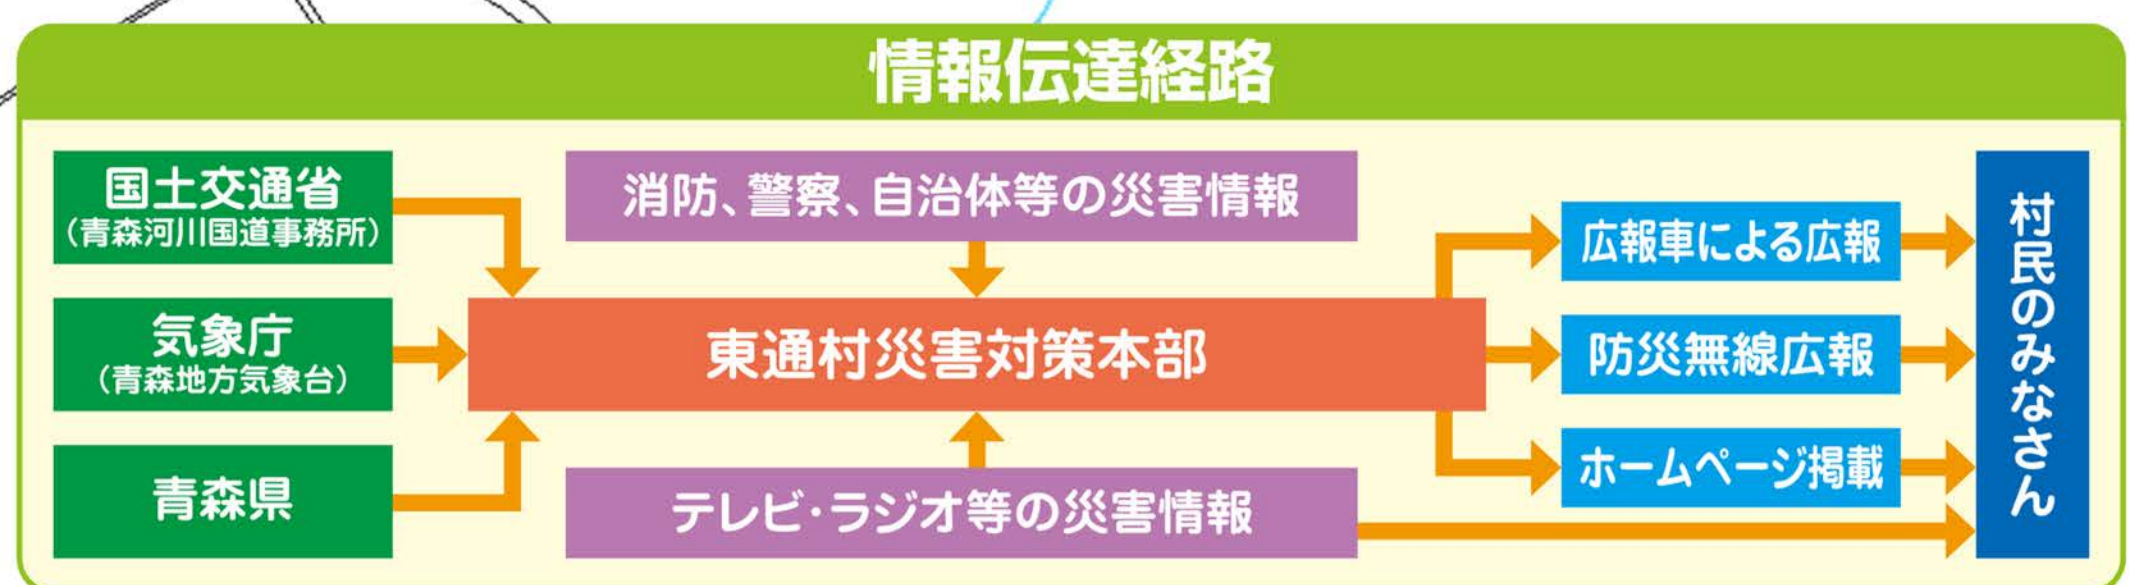 情報伝達経路
国土交通省
（青森河川国道事務所）
気象庁
（青森地方気象台）
青森県
消防、警察、自治体等の災害情報
東通村災害対策本部
テレビ・ラジオ等の災害情報
広報車による広報
防災無線広報
ホームページ掲載
村民のみなさん